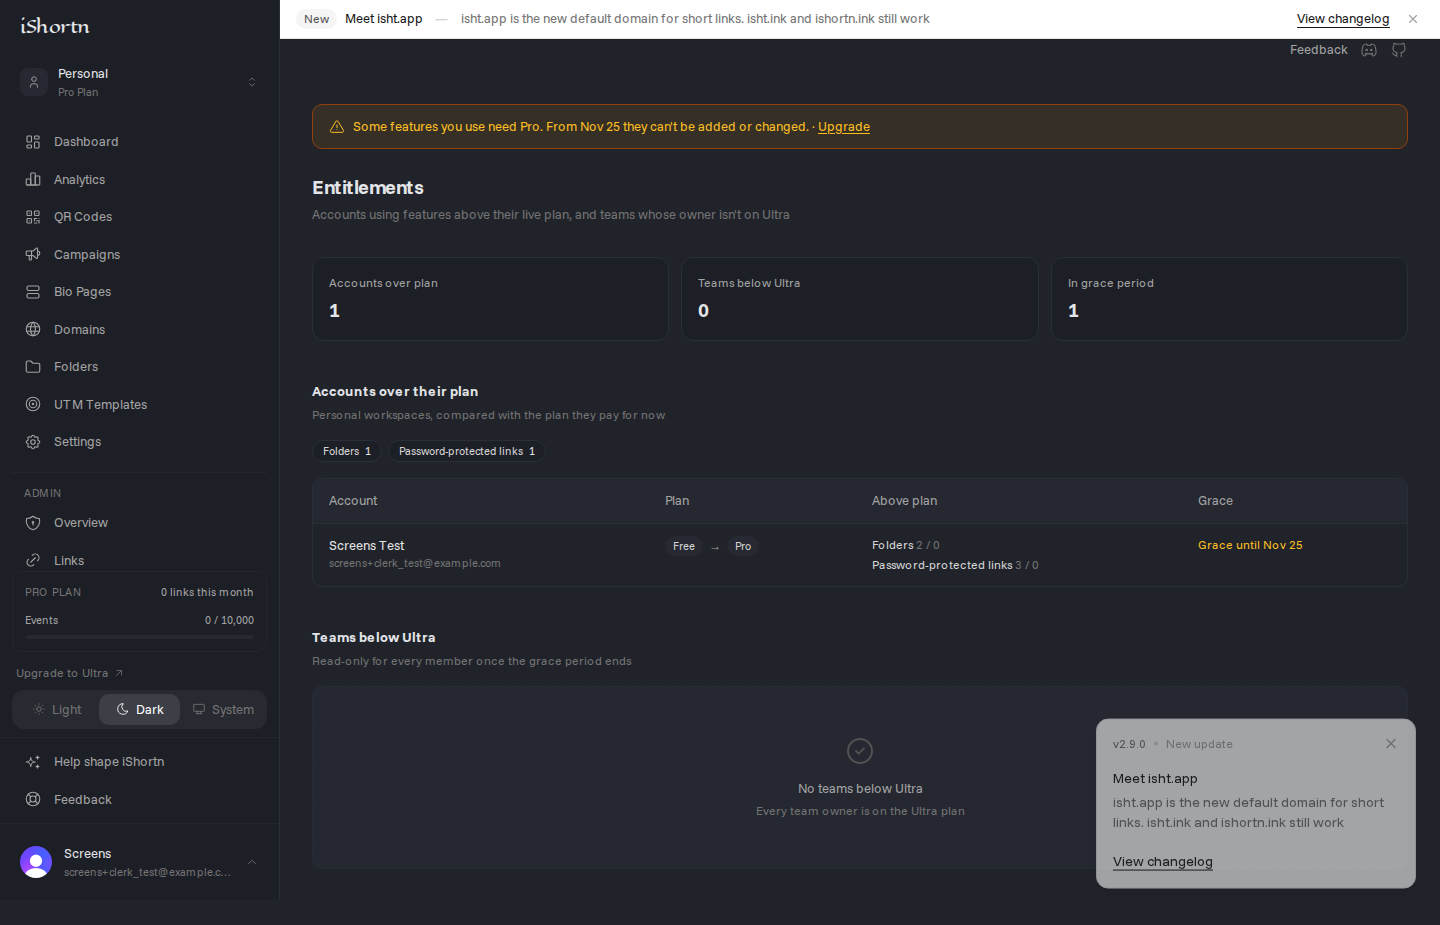 iShortn
Personal
Pro Plan
Dashboard
Analytics
QR Codes
Campaigns
Bio Pages
Domains
Folders
UTM Templates
Settings
ADMIN
Overview
Links
PRO PLAN 0 links this month
Events 0 / 10,000
Upgrade to Ultra
Light Dark System
Help shape iShortn
Feedback
Screens
screens+clerk_test@example.c...
New Meet isht.app — isht.app is the new default domain for short links. isht.ink and ishortn.ink still work View changelog
Feedback
Some features you use need Pro. From Nov 25 they can't be added or changed. · Upgrade
Entitlements
Accounts using features above their live plan, and teams whose owner isn't on Ultra
Accounts over plan
1
Teams below Ultra
0
In grace period
1
Accounts over their plan
Personal workspaces, compared with the plan they pay for now
Folders 1 Password-protected links 1
Account Plan Above plan Grace
Screens Test Free → Pro Folders 2 / 0 Grace until Nov 25
screens+clerk_test@example.com Password-protected links 3 / 0
Teams below Ultra
Read-only for every member once the grace period ends
No teams below Ultra
Every team owner is on the Ultra plan
v2.9.0 • New update
Meet isht.app
isht.app is the new default domain for short
links. isht.ink and ishortn.ink still work
View changelog